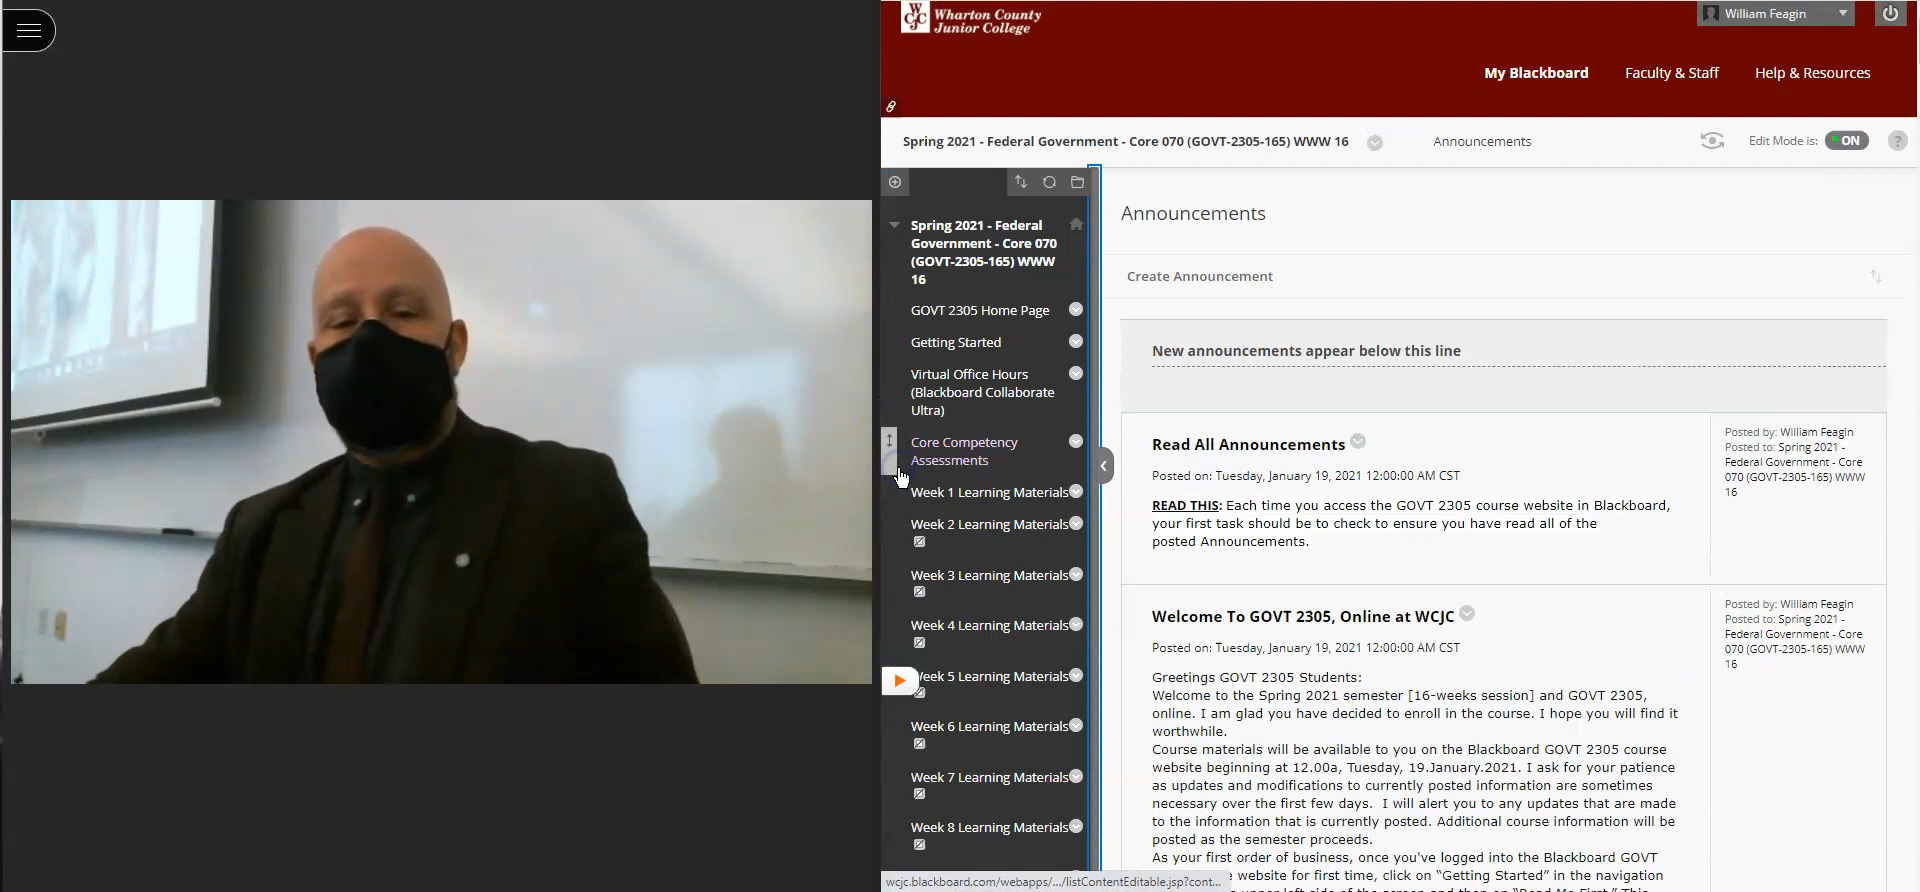 WCJC
Wharton County
Junior College
William Feagin
My Blackboard
Faculty & Staff
Help & Resources
Spring 2021 - Federal Government - Core 070 (GOVT-2305-165) WWW 16
Announcements
Edit Mode is:
ON
?
Spring 2021 - Federal
Government - Core 070
(GOVT-2305-165) WWW
16
GOVT 2305 Home Page
Getting Started
Virtual Office Hours
(Blackboard Collaborate
Ultra)
Core Competency
Assessments
Week 1 Learning Materials
Week 2 Learning Materials
Week 3 Learning Materials
Week 4 Learning Materials
Week 5 Learning Materials
Week 6 Learning Materials
Week 7 Learning Materials
Week 8 Learning Materials
wcjc.blackboard.com/webapps/.../listContentEditable.jsp?cont...
Announcements
Create Announcement
New announcements appear below this line
Read All Announcements
Posted on: Tuesday, January 19, 2021 12:00:00 AM CST
READ THIS: Each time you access the GOVT 2305 course website in Blackboard,
your first task should be to check to ensure you have read all of the
posted Announcements.
Posted by: William Feagin
Posted to: Spring 2021 -
Federal Government - Core
070 (GOVT-2305-165) WWW
16
Welcome To GOVT 2305, Online at WCJC
Posted on: Tuesday, January 19, 2021 12:00:00 AM CST
Greetings GOVT 2305 Students:
Welcome to the Spring 2021 semester [16-weeks session] and GOVT 2305,
online. I am glad you have decided to enroll in the course. I hope you will find it
worthwhile.
Course materials will be available to you on the Blackboard GOVT 2305 course
website beginning at 12.00a, Tuesday, 19.January.2021. I ask for your patience
as updates and modifications to currently posted information are sometimes
necessary over the first few days. I will alert you to any updates that are made
to the information that is currently posted. Additional course information will be
posted as the semester proceeds.
As your first order of business, once you've logged into the Blackboard GOVT
website for first time, click on "Getting Started" in the navigation
Posted by: William Feagin
Posted to: Spring 2021 -
Federal Government - Core
070 (GOVT-2305-165) WWW
16